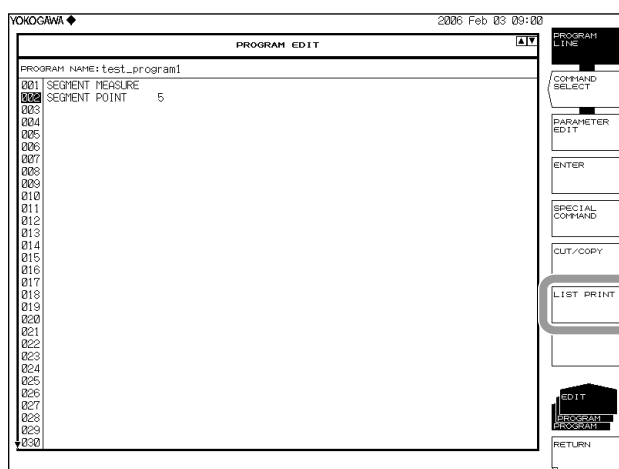 YOKOGAWA ◆ 2006 Feb 03 09:00
PROGRAM EDIT
PROGRAM NAME:test_program1
001 SEGMENT MEASURE
002 SEGMENT POINT 5
003
004
005
006
007
008
009
010
011
012
013
014
015
016
017
018
019
020
021
022
023
024
025
026
027
028
029
030
PROGRAM
LINE
COMMAND
SELECT
PARAMETER
EDIT
ENTER
SPECIAL
COMMAND
CUT/COPY
LIST PRINT
EDIT
PROGRAM
PROGRAM
RETURN